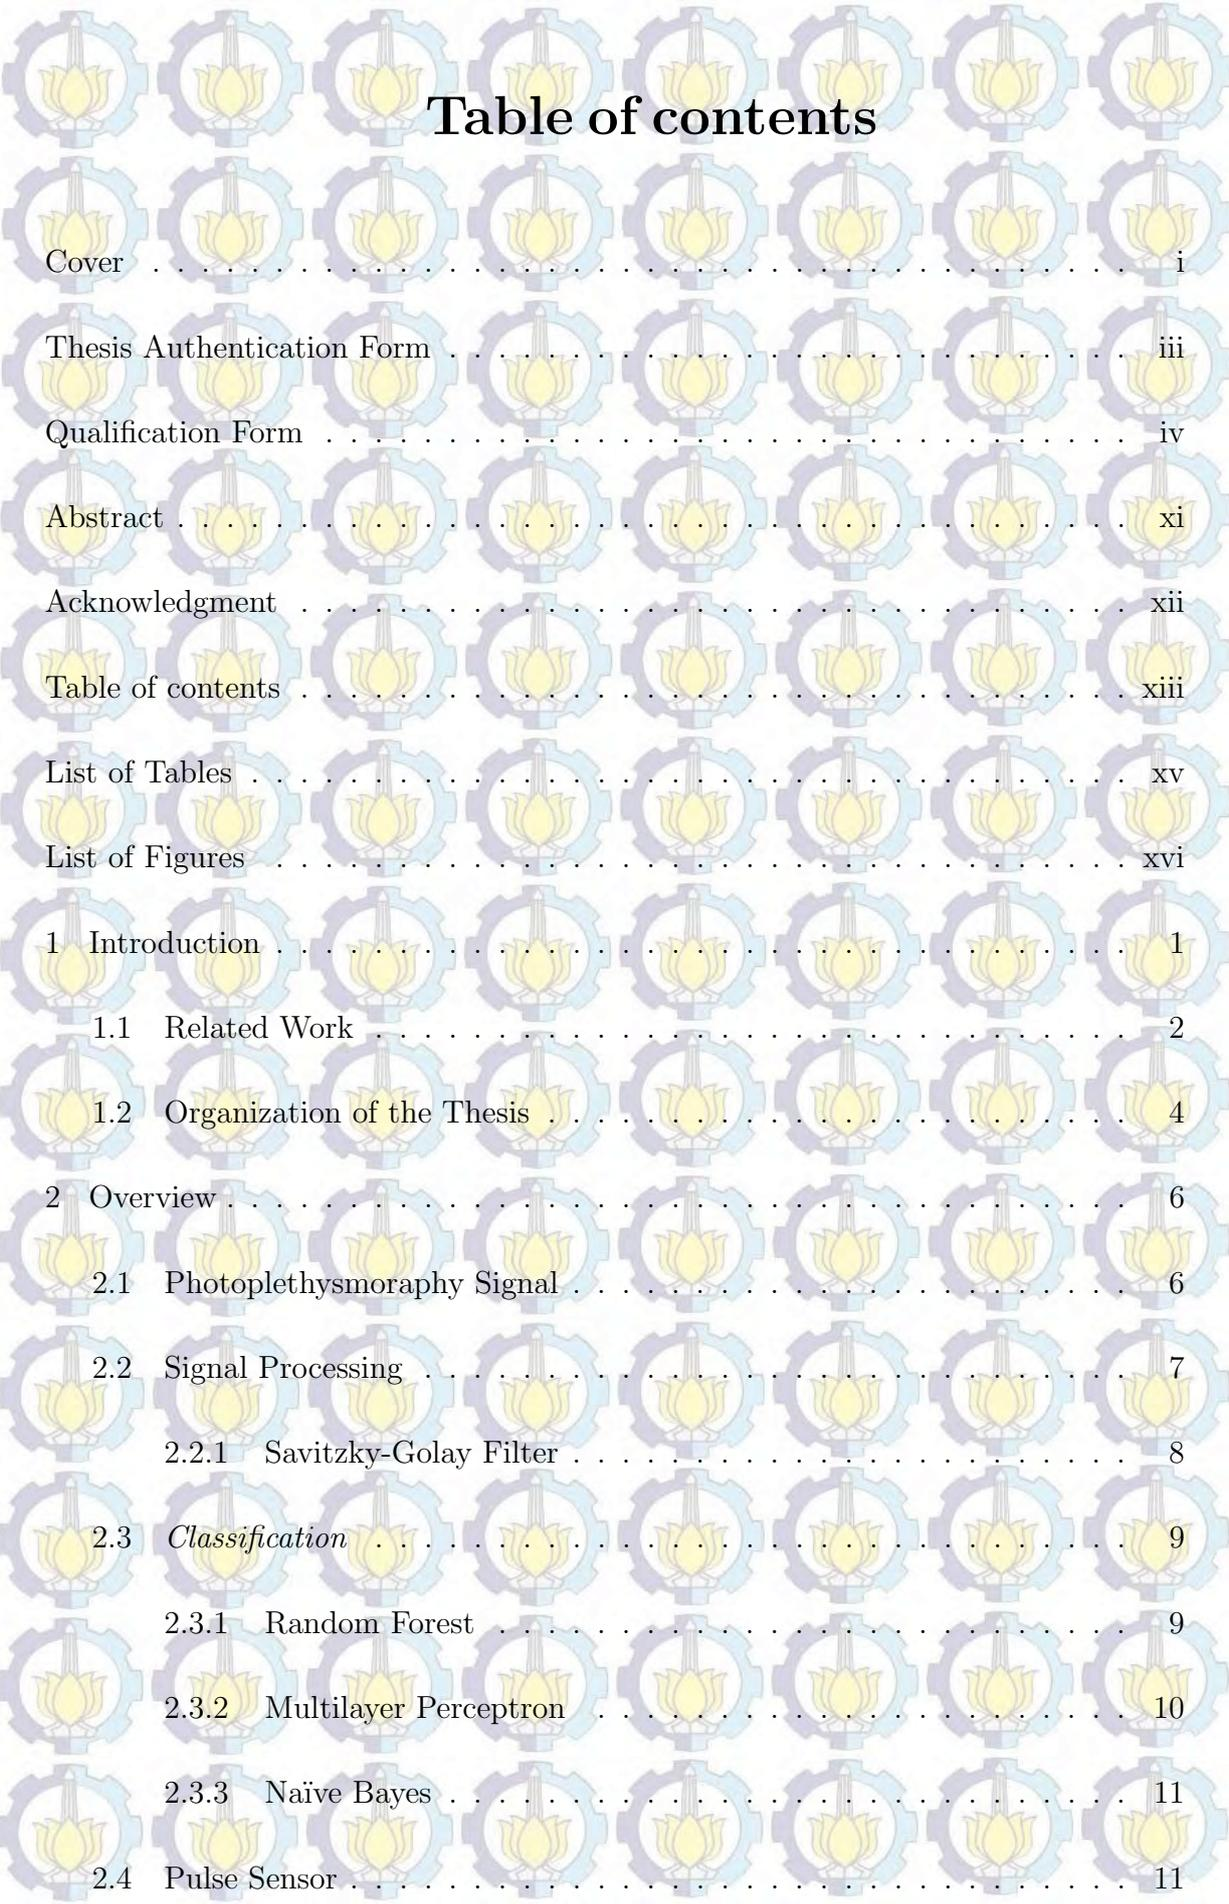 Table of contents
Cover . . . . . . . . . . . . . . . . . . . . . . . . . . . . . . . . . . . . . . . . i
Thesis Authentication Form . . . . . . . . . . . . . . . . . . . . . . . . . . . . iii
Qualification Form . . . . . . . . . . . . . . . . . . . . . . . . . . . . . . . . . iv
Abstract . . . . . . . . . . . . . . . . . . . . . . . . . . . . . . . . . . . . . . . xi
Acknowledgment . . . . . . . . . . . . . . . . . . . . . . . . . . . . . . . . . . xii
Table of contents . . . . . . . . . . . . . . . . . . . . . . . . . . . . . . . . . . xiii
List of Tables . . . . . . . . . . . . . . . . . . . . . . . . . . . . . . . . . . . . xv
List of Figures . . . . . . . . . . . . . . . . . . . . . . . . . . . . . . . . . . . xvi
1 Introduction . . . . . . . . . . . . . . . . . . . . . . . . . . . . . . . . . . . 1
1.1 Related Work . . . . . . . . . . . . . . . . . . . . . . . . . . . . . . . 2
1.2 Organization of the Thesis . . . . . . . . . . . . . . . . . . . . . . . . 4
2 Overview . . . . . . . . . . . . . . . . . . . . . . . . . . . . . . . . . . . . . 6
2.1 Photoplethysmoraphy Signal . . . . . . . . . . . . . . . . . . . . . . . 6
2.2 Signal Processing . . . . . . . . . . . . . . . . . . . . . . . . . . . . . 7
2.2.1 Savitzky-Golay Filter . . . . . . . . . . . . . . . . . . . . . . . 8
2.3 Classification . . . . . . . . . . . . . . . . . . . . . . . . . . . . . . . 9
2.3.1 Random Forest . . . . . . . . . . . . . . . . . . . . . . . . . . 9
2.3.2 Multilayer Perceptron . . . . . . . . . . . . . . . . . . . . . . 10
2.3.3 Naïve Bayes . . . . . . . . . . . . . . . . . . . . . . . . . . . . 11
2.4 Pulse Sensor . . . . . . . . . . . . . . . . . . . . . . . . . . . . . . . . 11